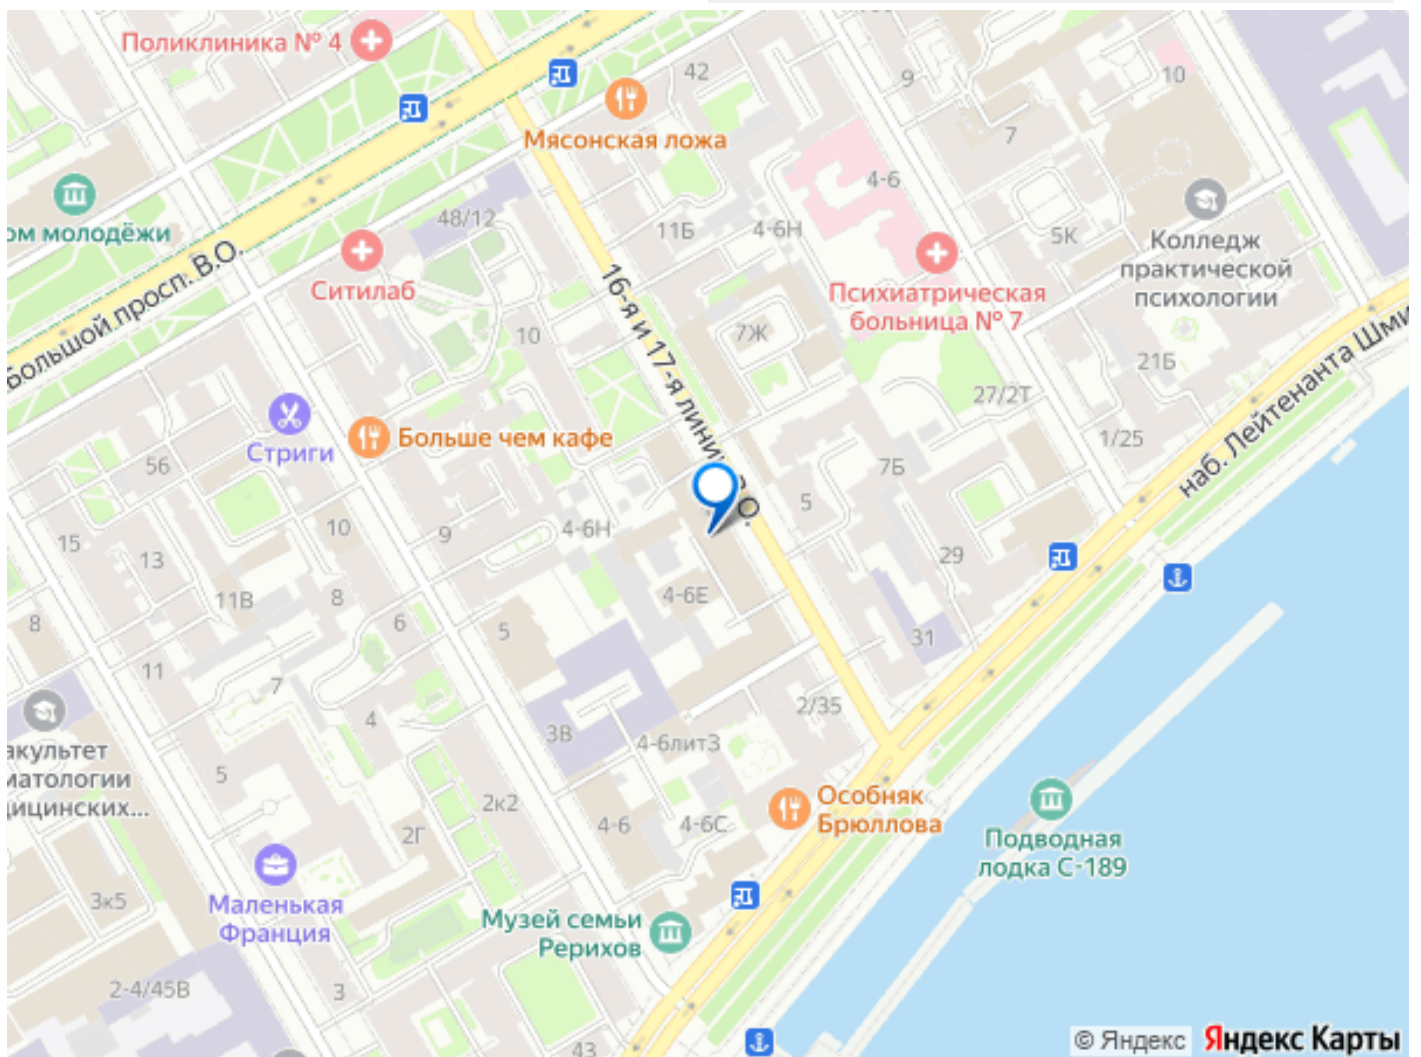 Поликлиника № 4
42
9
10
Мясонская ложа
7
4-6
48/12
11Б
4-6Н
5К
ом молодёжи
Колледж
практической
психологии
Большой просп. В.О.
Ситилаб
Психиатрическая
больница № 7
16-я и 17-я линии В.О.
10
7Ж
наб. Лейтенанта Шми
21Б
27/2Т
Больше чем кафе
Стриги
1/25
56
7Б
5
10
4-6Н
9
15
13
29
11В
8
4-6Е
8
6
5
31
11
7
2/35
4
3В
4-6литЗ
акультет
матологии
дицинских...
5
2к2
Особняк
Брюллова
2Г
4-6
4-6С
Подводная
лодка С-189
3к5
Маленькая
Франция
Музей семьи
Рерихов
2-4/45В
3
43
© Яндекс Яндекс Карты